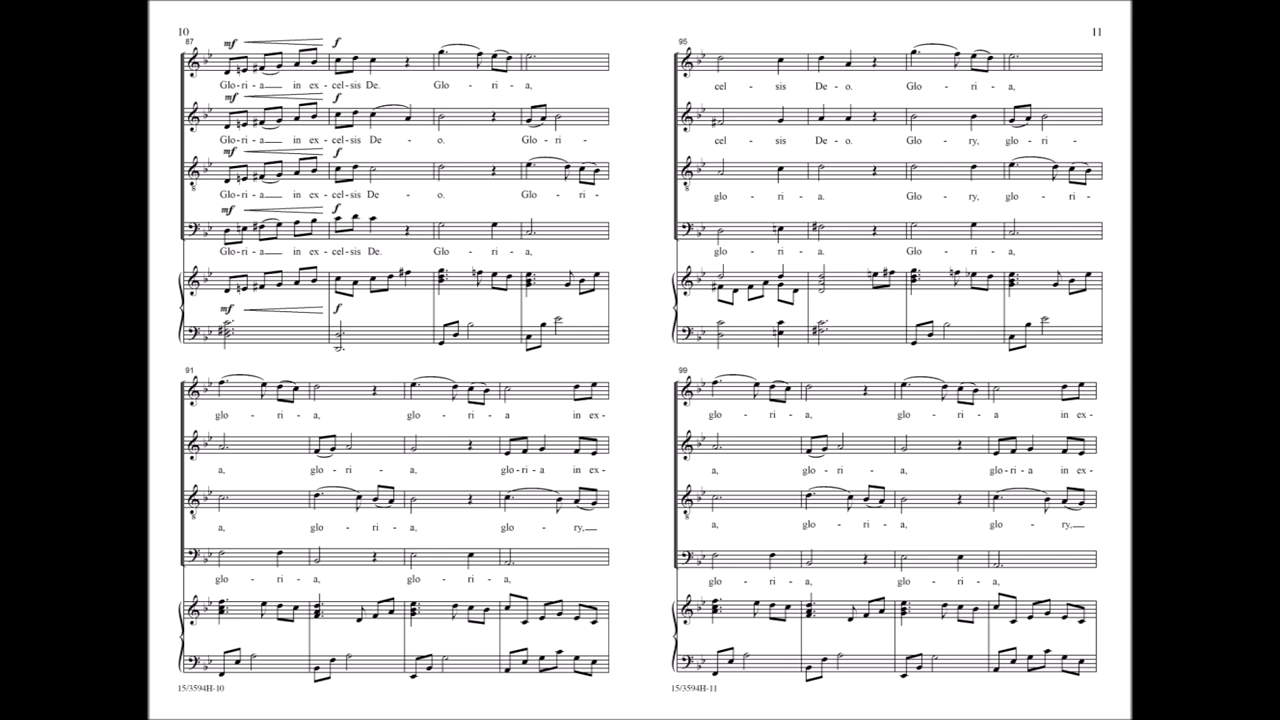 10
87
mf f
Glo-ri-a in ex-cel-sis De. Glo - ri - a,
mf f
Glo-ri-a in ex-cel-sis De - o. Glo-ri -
mf f
Glo-ri-a in ex-cel-sis De - o. Glo - ri -
mf f
Glo-ri-a in ex-cel-sis De. Glo - ri - a,
mf f
91
glo - ri - a, glo - ri - a in ex-
a, glo - ri - a, glo-ri-a in ex-
a, glo - ri - a, glo - ry,
glo - ri - a, glo - ri - a,
15/3594H-10
11
95
cel - sis De - o. Glo - ri - a,
cel - sis De - o. Glo - ry, glo-ri-
glo - ri - a. Glo - ry, glo - ri-
glo - ri - a. Glo - ri - a,
99
glo - ri - a, glo - ri - a in ex-
a, glo - ri - a, glo-ri-a in ex-
a, glo - ri - a, glo - ry,
glo - ri - a, glo - ri - a,
15/3594H-11